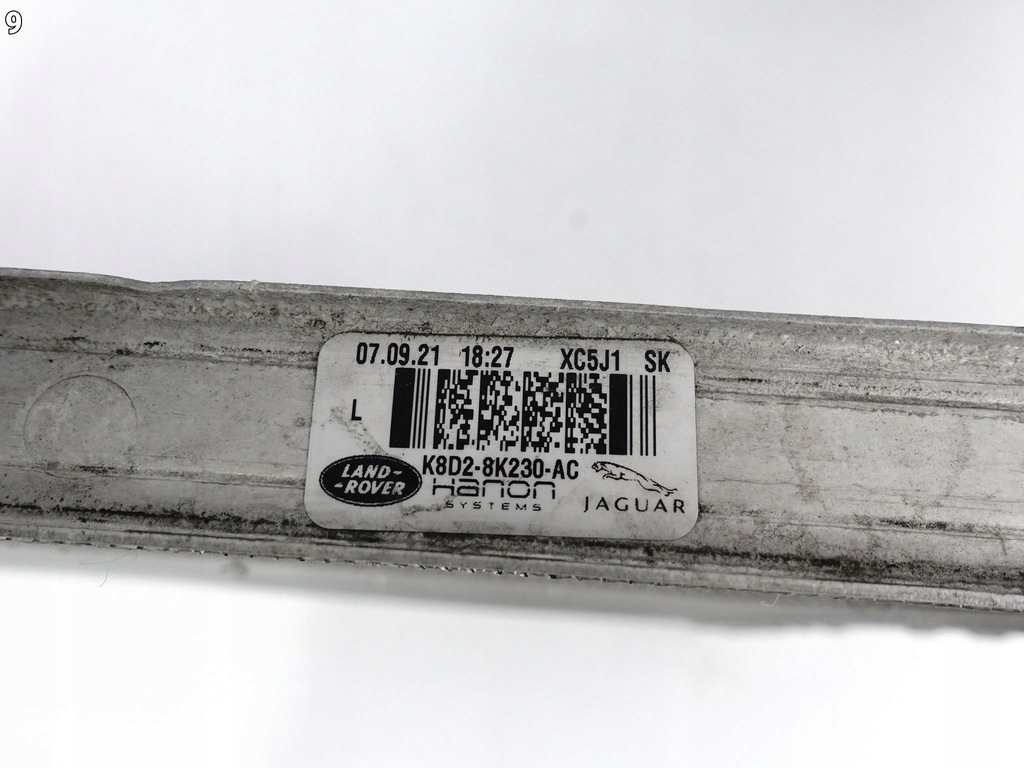 9
07.09.21 18:27 XC5J1 SK
L
K8D2-8K230-AC
LAND-
-ROVER
Hanon
SYSTEMS
JAGUAR